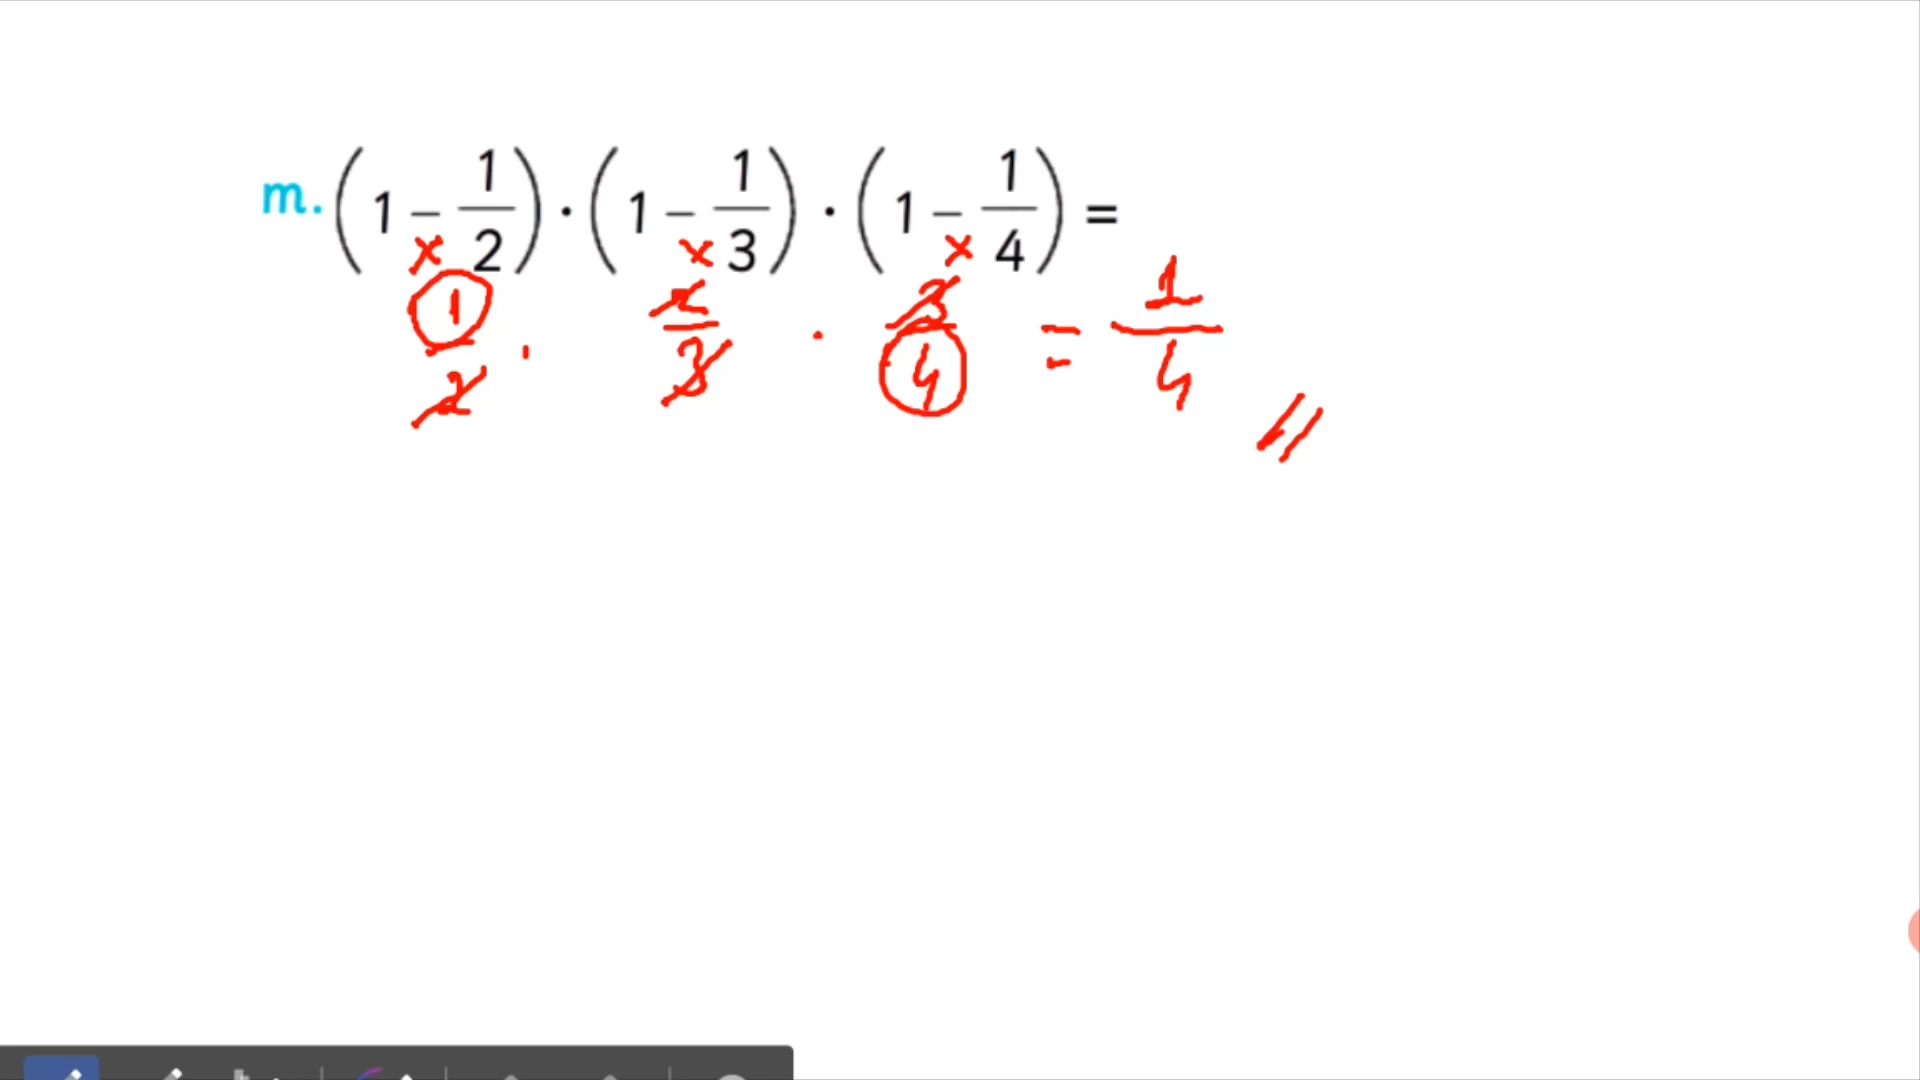 m. (1 - 1/2) · (1 - 1/3) · (1 - 1/4) =
x x x
1/2 · 2/3 · 3/4 = 1/4 //